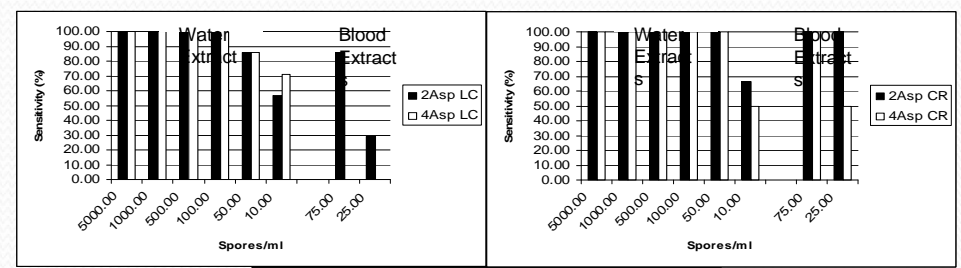 Water
Extract
Blood
Extract
s
Sensitivity (%)
100.00
90.00
80.00
70.00
60.00
50.00
40.00
30.00
20.00
10.00
0.00
5000.00
1000.00
500.00
100.00
50.00
10.00
75.00
25.00
Spores/ml
2Asp LC
4Asp LC
Water
Extract
s
Blood
Extract
s
Sensitivity (%)
100.00
90.00
80.00
70.00
60.00
50.00
40.00
30.00
20.00
10.00
0.00
5000.00
1000.00
500.00
100.00
50.00
10.00
75.00
25.00
Spores/ml
2Asp CR
4Asp CR